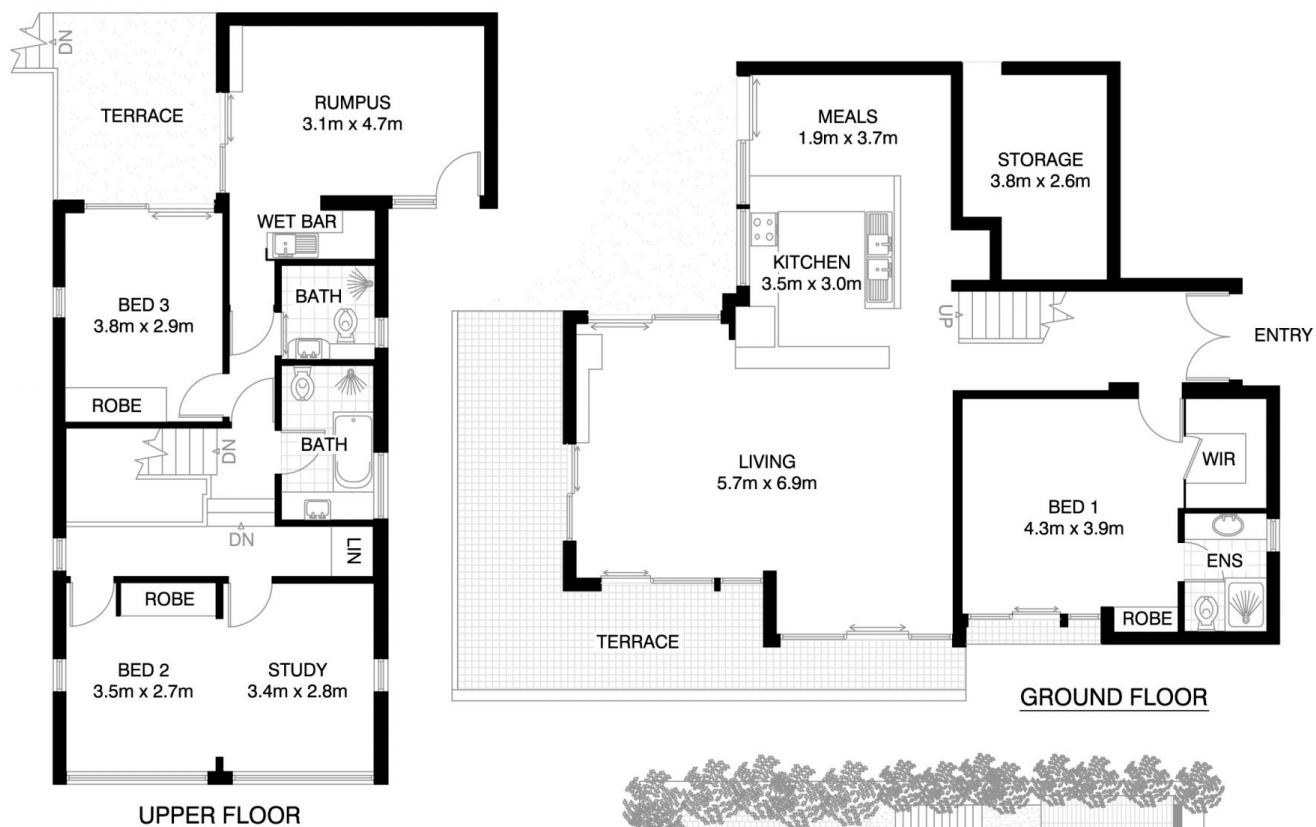 DN
TERRACE
RUMPUS
3.1m x 4.7m
WET BAR
BED 3
3.8m x 2.9m
BATH
ROBE
BATH
DN
DN
LIN
ROBE
BED 2
3.5m x 2.7m
STUDY
3.4m x 2.8m
UPPER FLOOR
MEALS
1.9m x 3.7m
STORAGE
3.8m x 2.6m
KITCHEN
3.5m x 3.0m
UP
ENTRY
LIVING
5.7m x 6.9m
WIR
BED 1
4.3m x 3.9m
ENS
ROBE
TERRACE
GROUND FLOOR